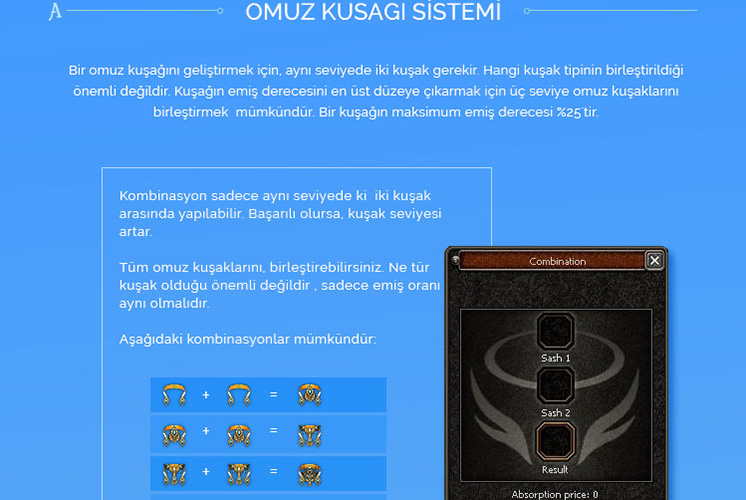 OMUZ KUSAGI SİSTEMİ
Bir omuz kuşağını geliştirmek için, aynı seviyede iki kuşak gerekir. Hangi kuşak tipinin birleştirildiği
önemli değildir. Kuşağın emiş derecesini en üst düzeye çıkarmak için üç seviye omuz kuşaklarını
birleştirmek mümkündür. Bir kuşağın maksimum emiş derecesi %25'tir.
Kombinasyon sadece aynı seviyede ki iki kuşak
arasında yapılabilir. Başarılı olursa, kuşak seviyesi
artar.
Tüm omuz kuşaklarını, birleştirebilirsiniz. Ne tür
kuşak olduğu önemli değildir , sadece emiş oranı
aynı olmalıdır.
Aşağıdaki kombinasyonlar mümkündür:
+ =
+ =
+ =
Combination
Sash 1
Sash 2
Result
Absorption price: 0